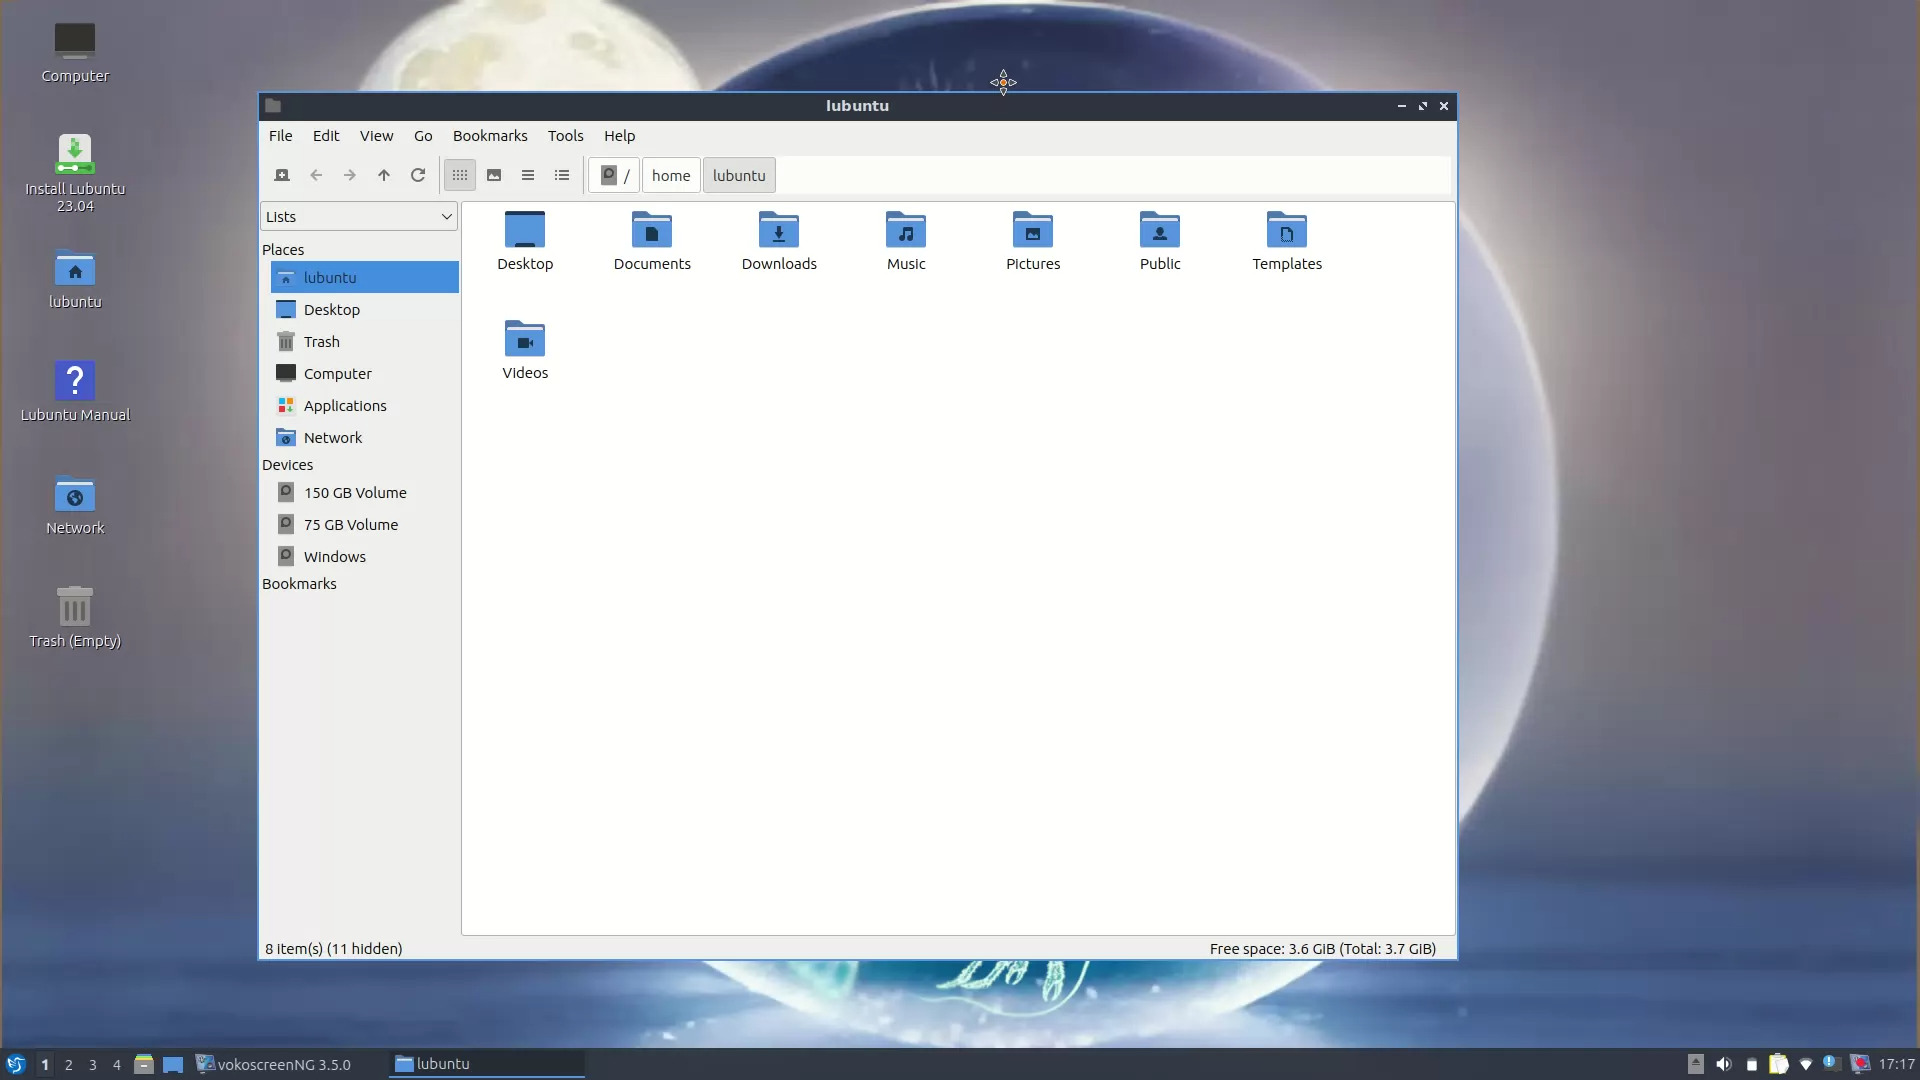 Computer
Install Lubuntu
23.04
lubuntu
Lubuntu Manual
Network
Trash (Empty)
lubuntu
File Edit View Go Bookmarks Tools Help
/ home lubuntu
Lists
Places
lubuntu
Desktop
Trash
Computer
Applications
Network
Devices
150 GB Volume
75 GB Volume
Windows
Bookmarks
Desktop Documents Downloads Music Pictures Public Templates
Videos
8 item(s) (11 hidden)
Free space: 3.6 GiB (Total: 3.7 GiB)
1 2 3 4 vokoscreenNG 3.5.0 lubuntu 17:17